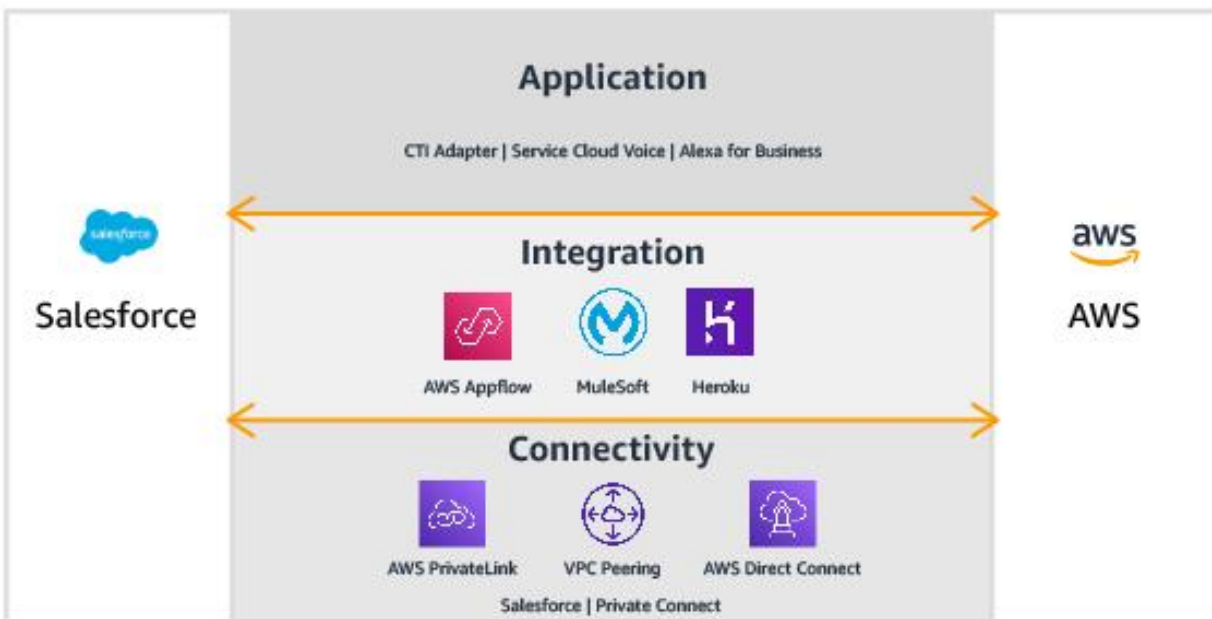 Application
CTI Adapter | Service Cloud Voice | Alexa for Business
salesforce
Salesforce
aws
AWS
Integration
AWS Appflow MuleSoft Heroku
Connectivity
AWS PrivateLink VPC Peering AWS Direct Connect
Salesforce | Private Connect